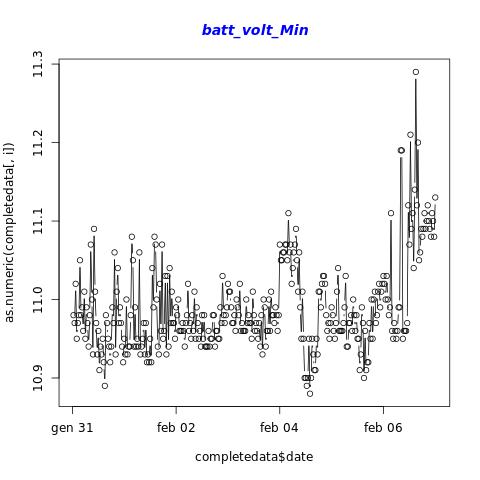 batt_volt_Min
as.numeric(completedata[, i])
11.3
11.2
11.1
11.0
10.9
gen 31
feb 02
feb 04
feb 06
completedata$date